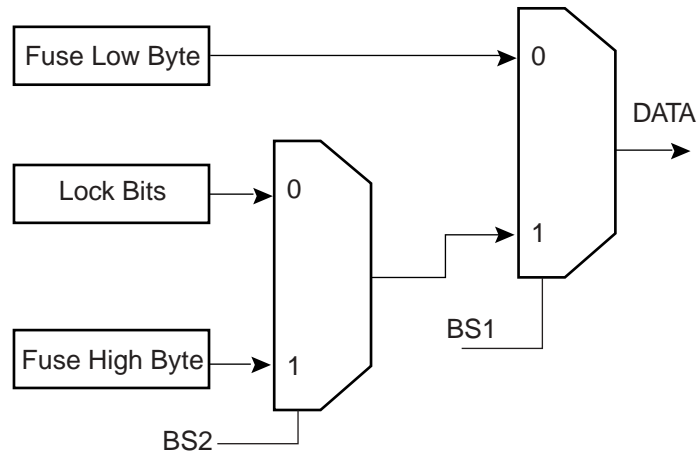 Fuse Low Byte
0
DATA
Lock Bits
0
1
BS1
Fuse High Byte
1
BS2